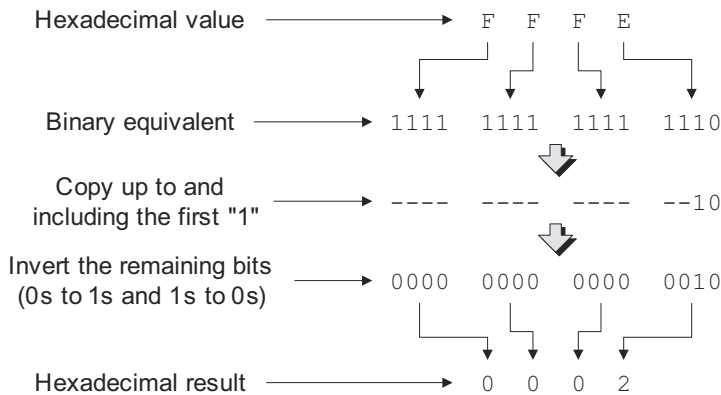 Hexadecimal value F F F E
Binary equivalent 1111 1111 1111 1110
Copy up to and
including the first "1" ---- ---- ---- --10
Invert the remaining bits
(0s to 1s and 1s to 0s) 0000 0000 0000 0010
Hexadecimal result 0 0 0 2